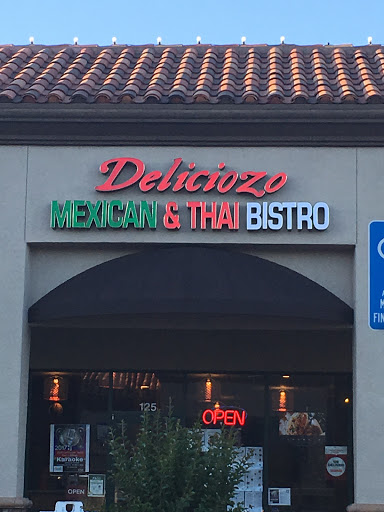 Deliciozo
MEXICAN & THAI BISTRO
125
OPEN
Karaoke
OPEN